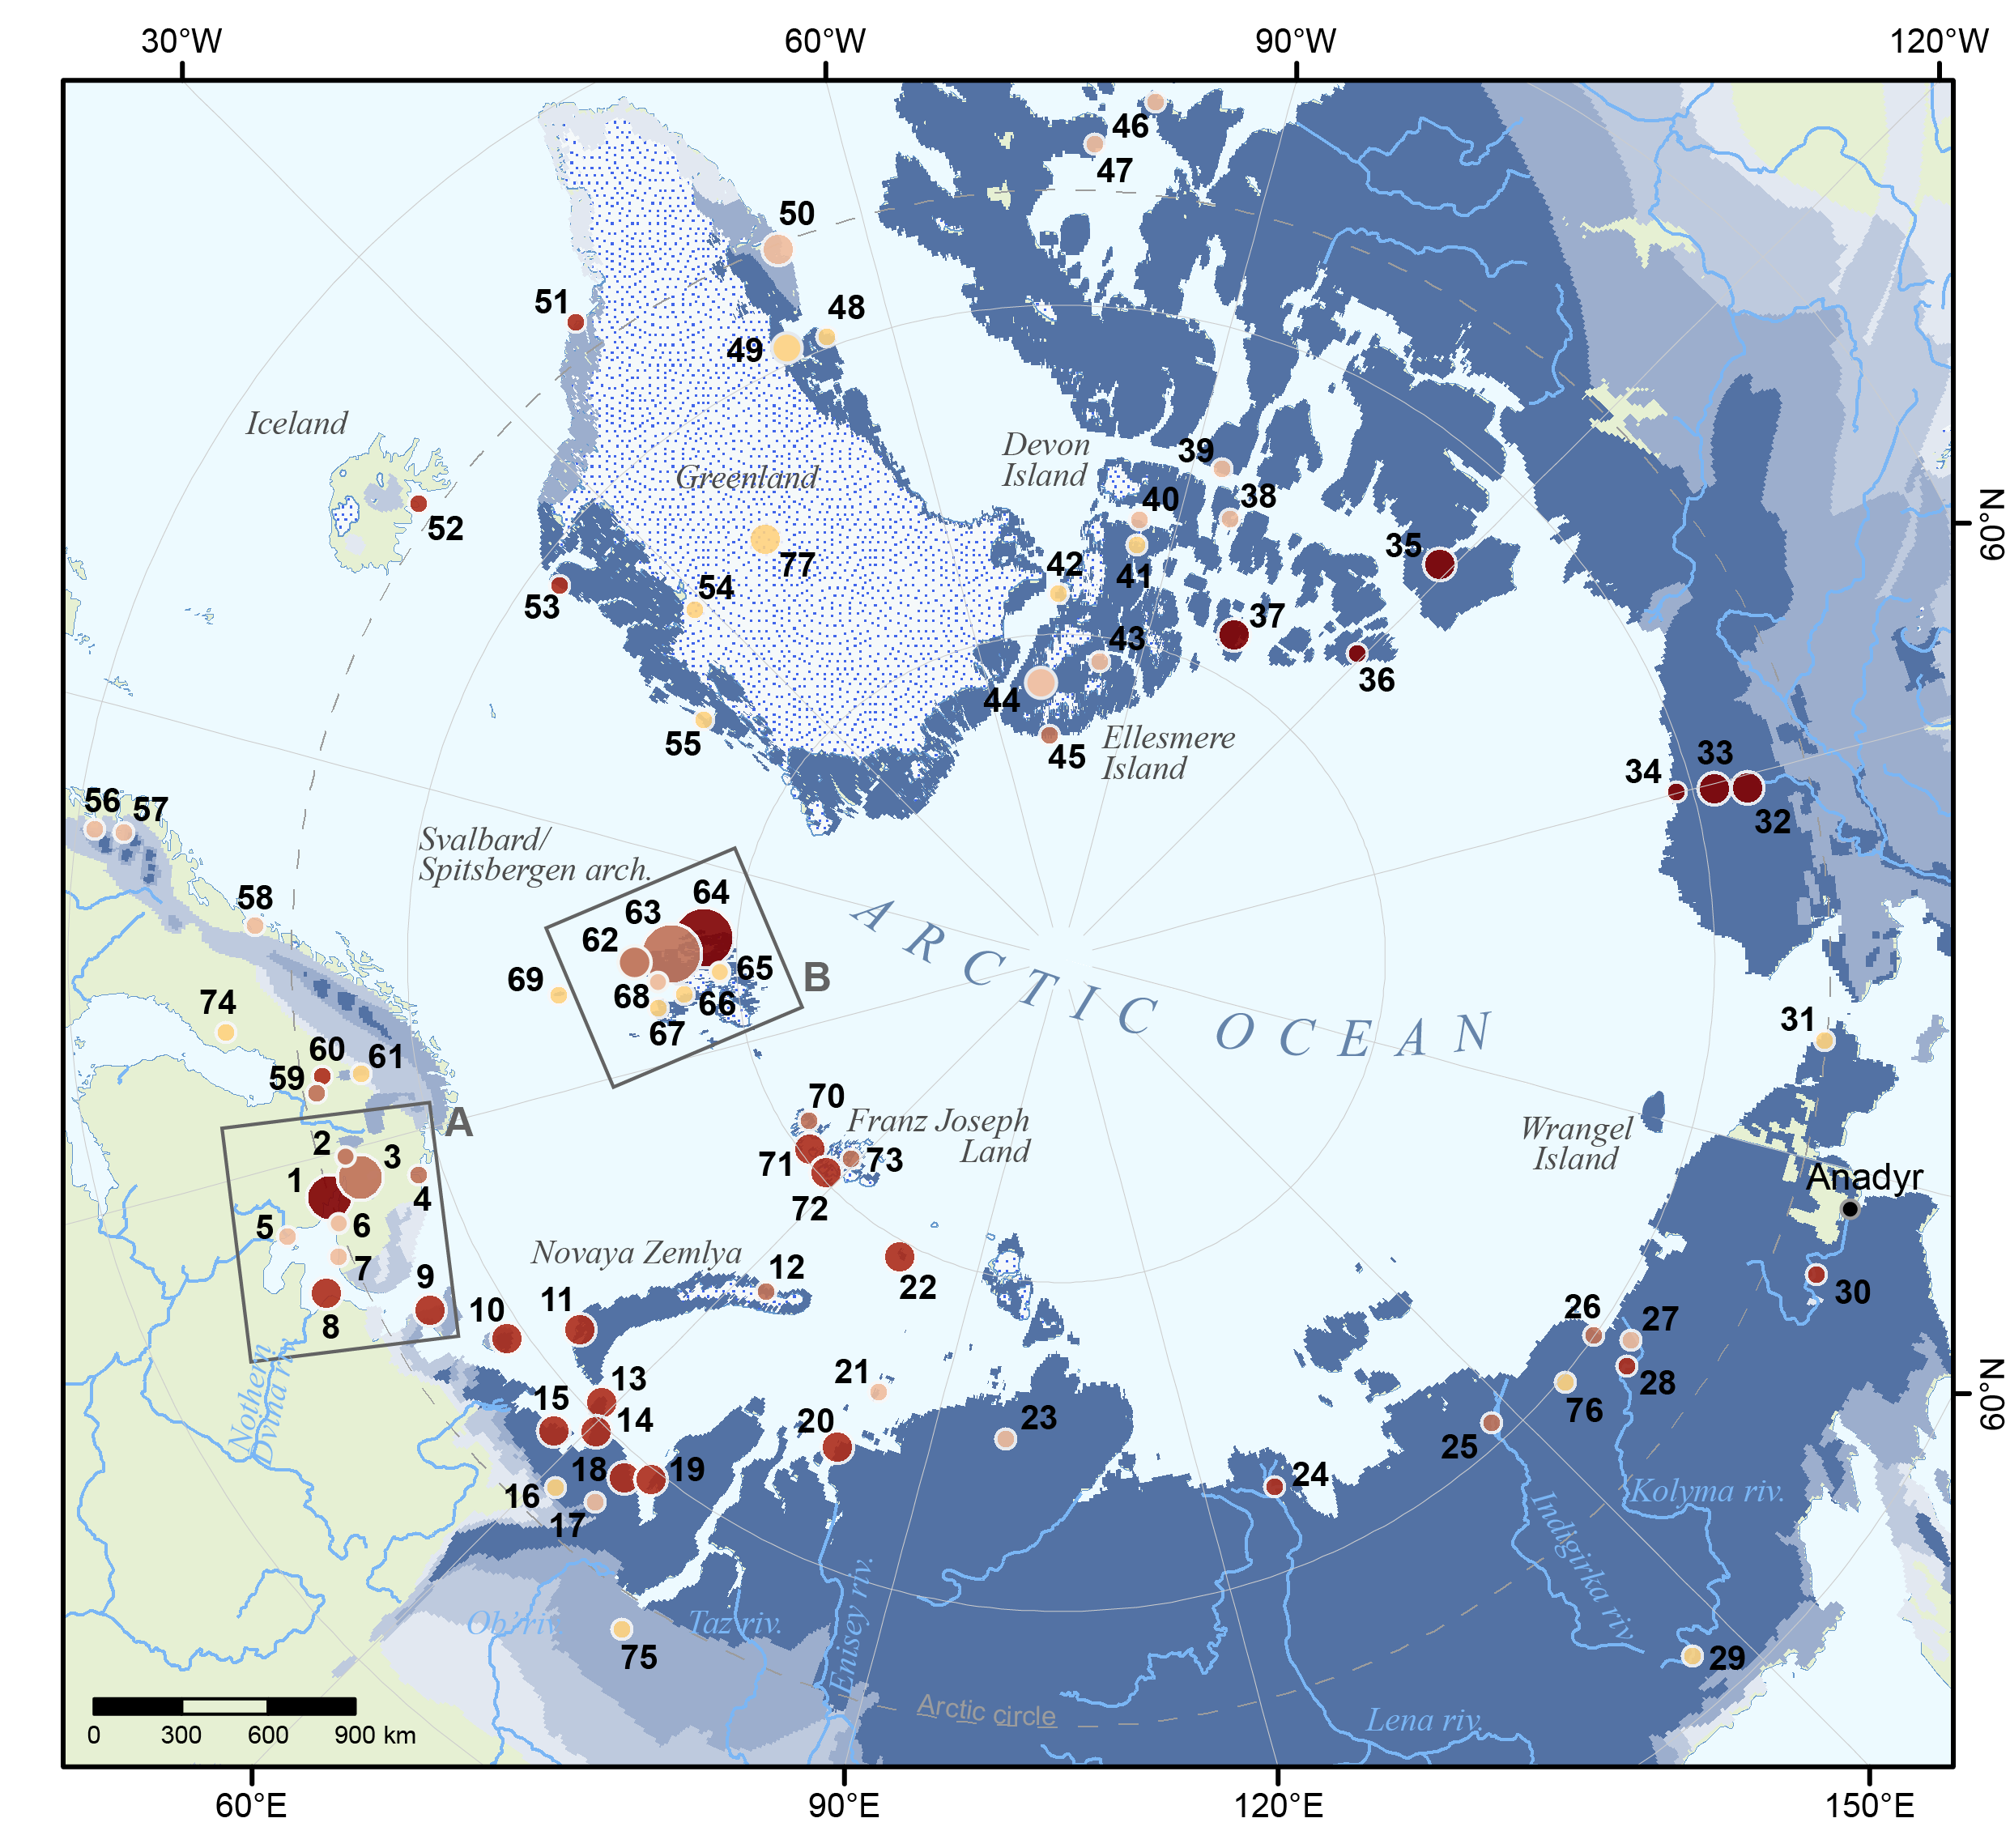 30°W
60°W
90°W
120°W
46
47
50
51
48
49
Iceland
Greenland
Devon
Island
39
38
40
60°N
52
77
54
53
42
41
35
37
43
36
44
55
45
Ellesmere
Island
34
33
32
56
57
Svalbard/
Spitsbergen arch.
58
64
63
62
65
B
69
68
66
67
ARCTIC OCEAN
74
31
60
61
59
A
70
Franz Joseph
Land
Wrangel
Island
2
3
1
4
71
73
72
Anadyr
5
6
7
Novaya Zemlya
12
22
9
10
11
8
26
27
30
28
13
21
76
15
14
20
23
25
60°N
Nothern
Dvina riv.
18
19
24
16
17
Kolyma riv.
Indigirka riv.
Ob' riv.
Taz riv.
Enisey riv.
75
29
Arctic circle
Lena riv.
0 300 600 900 km
60°E
90°E
120°E
150°E